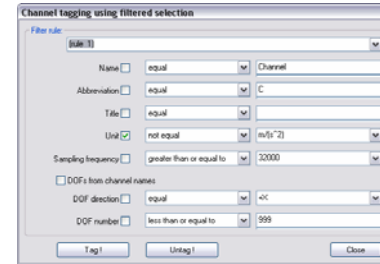 Channel tagging using filtered selection
Filter rule:
(rule 1)
Name equal Channel
Abbreviation equal C
Title equal
Unit not equal m/(s^2)
Sampling frequency greater than or equal to 32000
DOFs from channel names
DOF direction equal +X
DOF number less than or equal to 999
Tag! Untag! Close